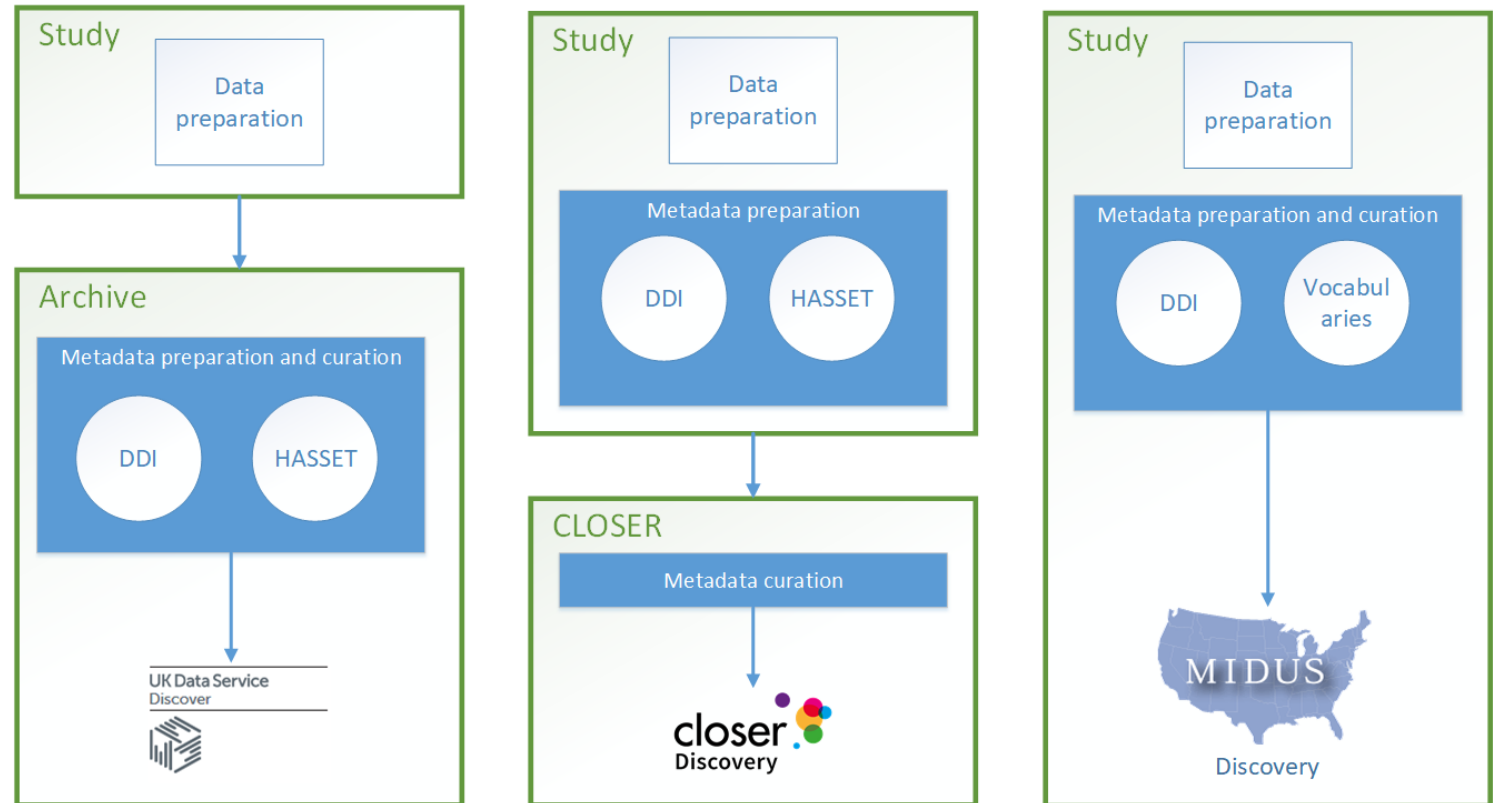 Study
Data
preparation
Archive
Metadata preparation and curation
DDI
HASSET
UK Data Service
Discover
Study
Data
preparation
Metadata preparation
DDI
HASSET
CLOSER
Metadata curation
closer
Discovery
Study
Data
preparation
Metadata preparation and curation
DDI
Vocabul
aries
MIDUS
Discovery